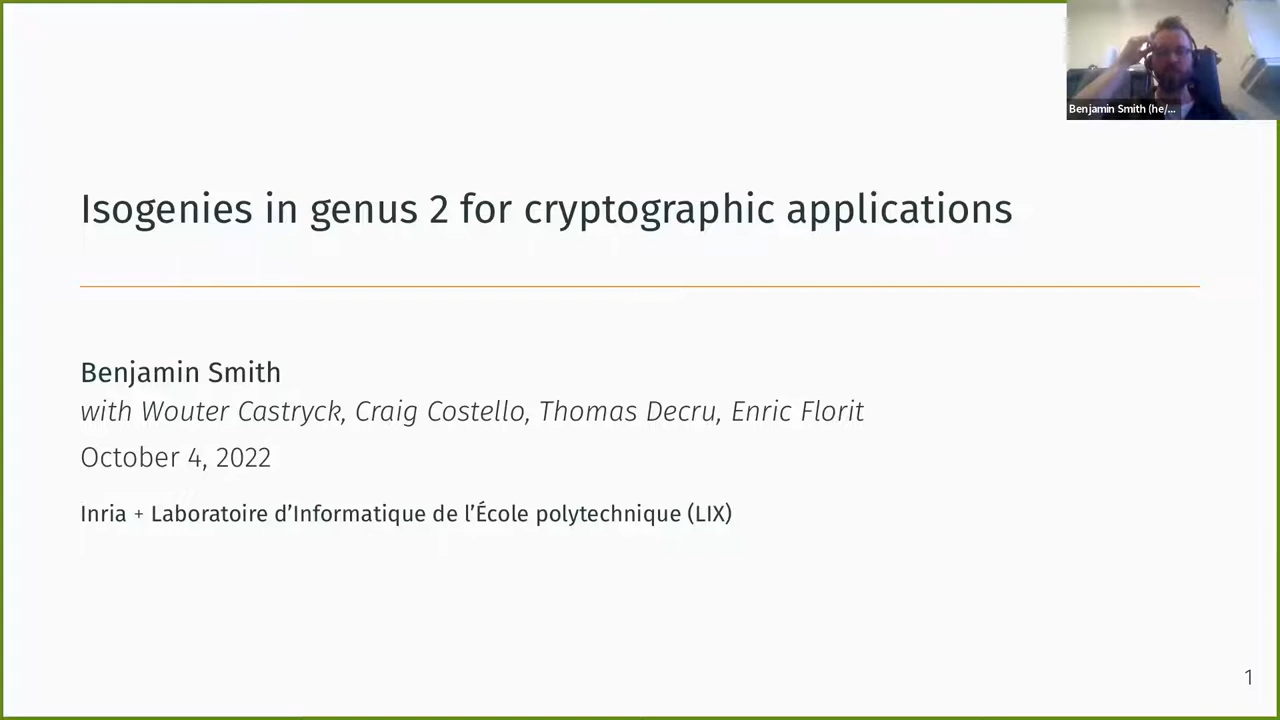 Benjamin Smith (he/...
Isogenies in genus 2 for cryptographic applications
Benjamin Smith
with Wouter Castryck, Craig Costello, Thomas Decru, Enric Florit
October 4, 2022
Inria + Laboratoire d’Informatique de l’École polytechnique (LIX)
1